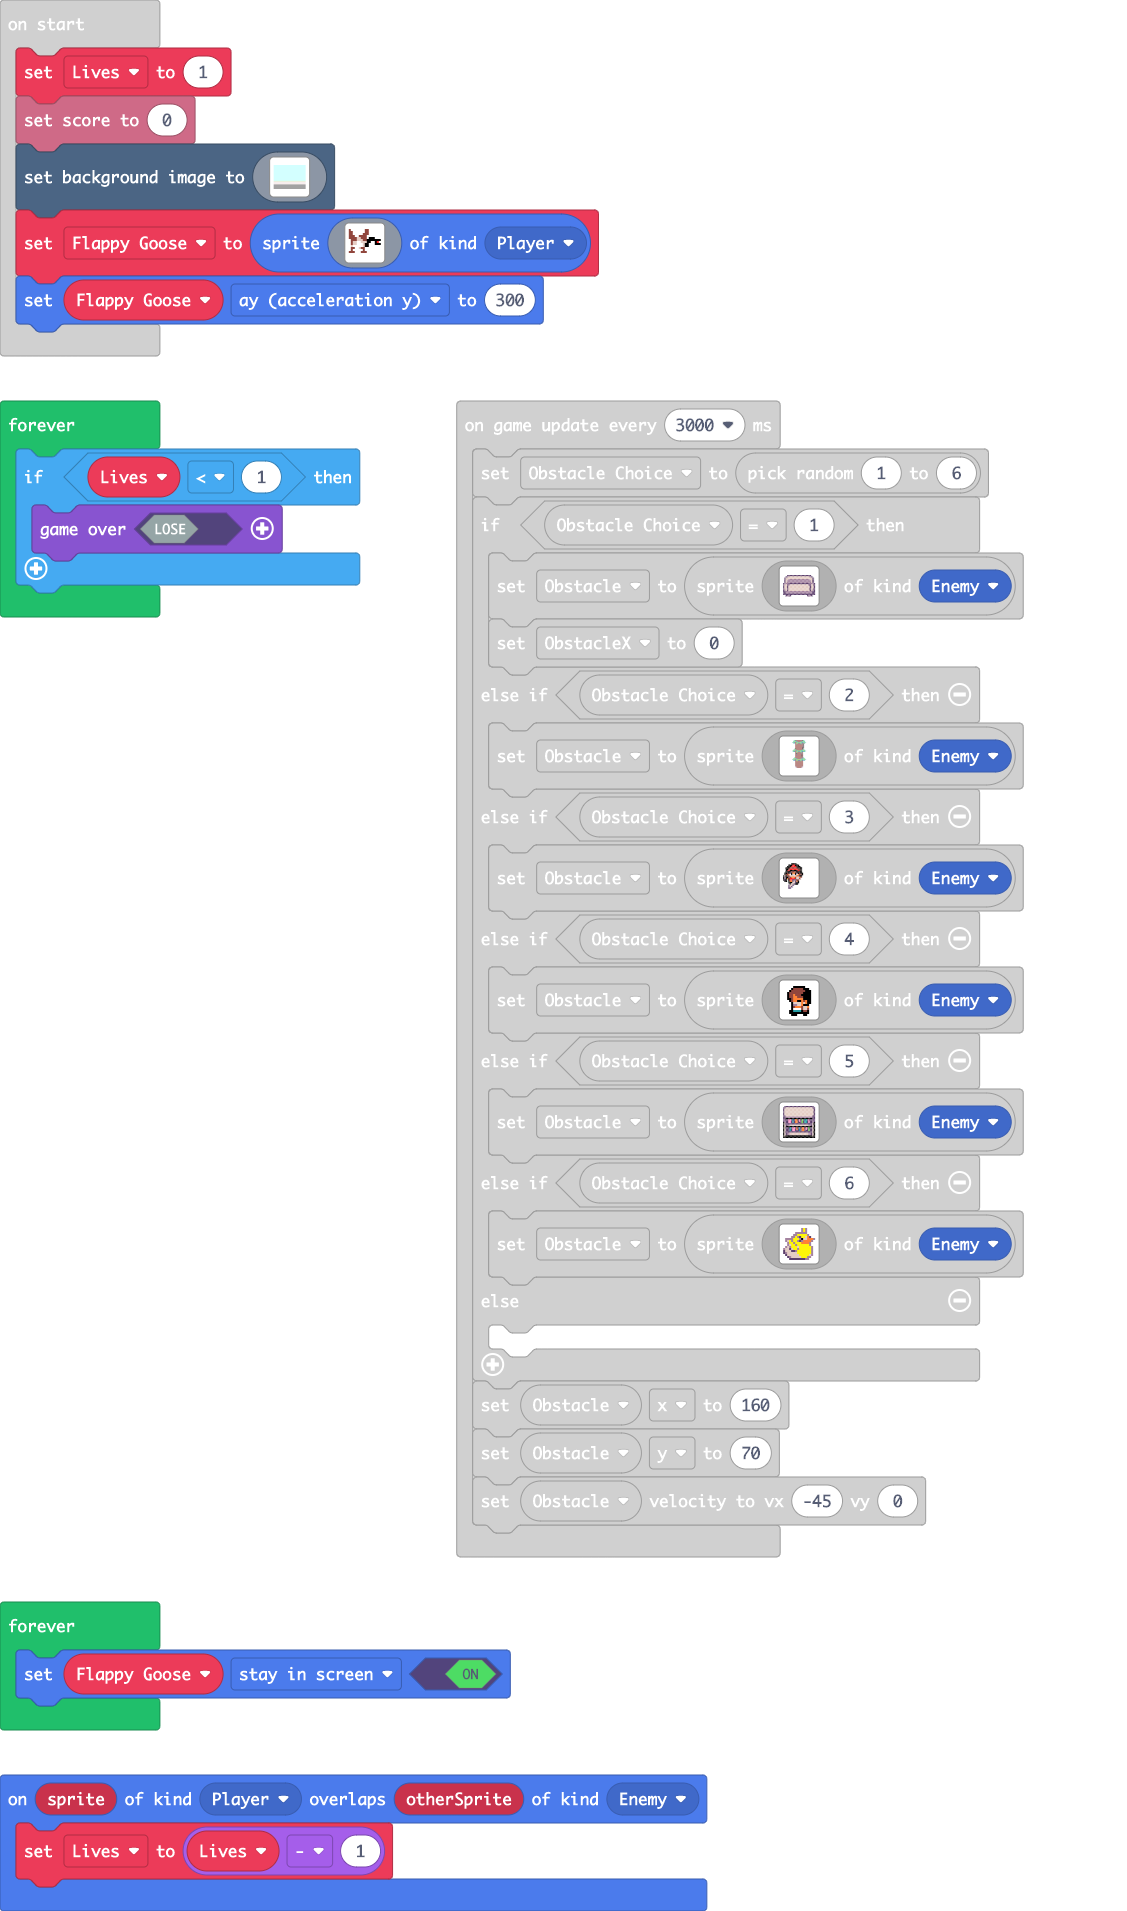 on start
set Lives to 1
set score to 0
set background image to
set Flappy Goose to sprite of kind Player
set Flappy Goose ay (acceleration y) to 300
forever
if Lives < 1 then
game over LOSE
on game update every 3000 ms
set Obstacle Choice to pick random 1 to 6
if Obstacle Choice = 1 then
set Obstacle to sprite of kind Enemy
set ObstacleX to 0
else if Obstacle Choice = 2 then
set Obstacle to sprite of kind Enemy
else if Obstacle Choice = 3 then
set Obstacle to sprite of kind Enemy
else if Obstacle Choice = 4 then
set Obstacle to sprite of kind Enemy
else if Obstacle Choice = 5 then
set Obstacle to sprite of kind Enemy
else if Obstacle Choice = 6 then
set Obstacle to sprite of kind Enemy
else
set Obstacle x to 160
set Obstacle y to 70
set Obstacle velocity to vx -45 vy 0
forever
set Flappy Goose stay in screen ON
on sprite of kind Player overlaps otherSprite of kind Enemy
set Lives to Lives - 1